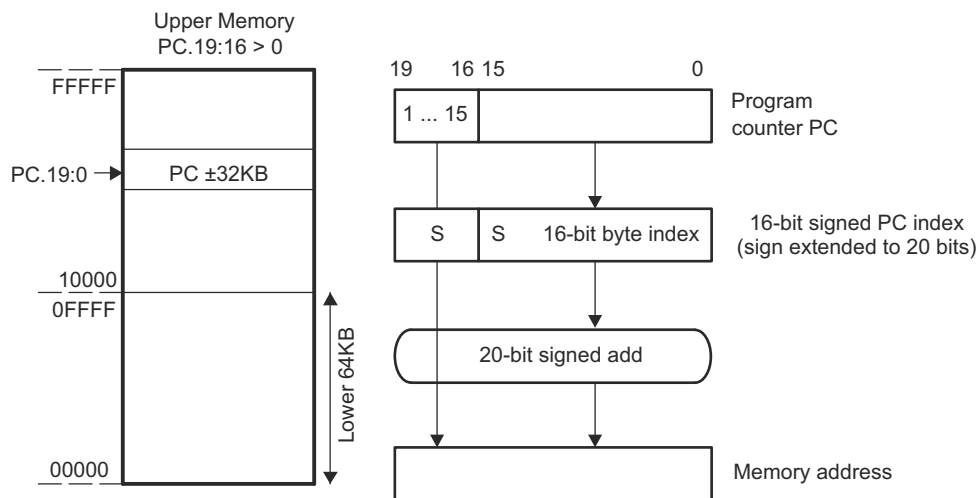 Upper Memory
PC.19:16 > 0
FFFFF
PC.19:0
PC ±32KB
10000
0FFFF
Lower 64KB
00000
19 16 15 0
1 ... 15
Program
counter PC
S S 16-bit byte index
16-bit signed PC index
(sign extended to 20 bits)
20-bit signed add
Memory address